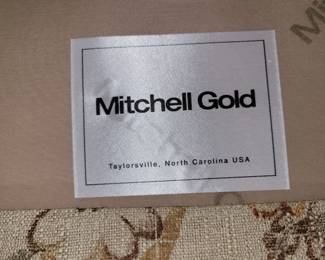 Mitchell Gold
Taylorsville, North Carolina USA